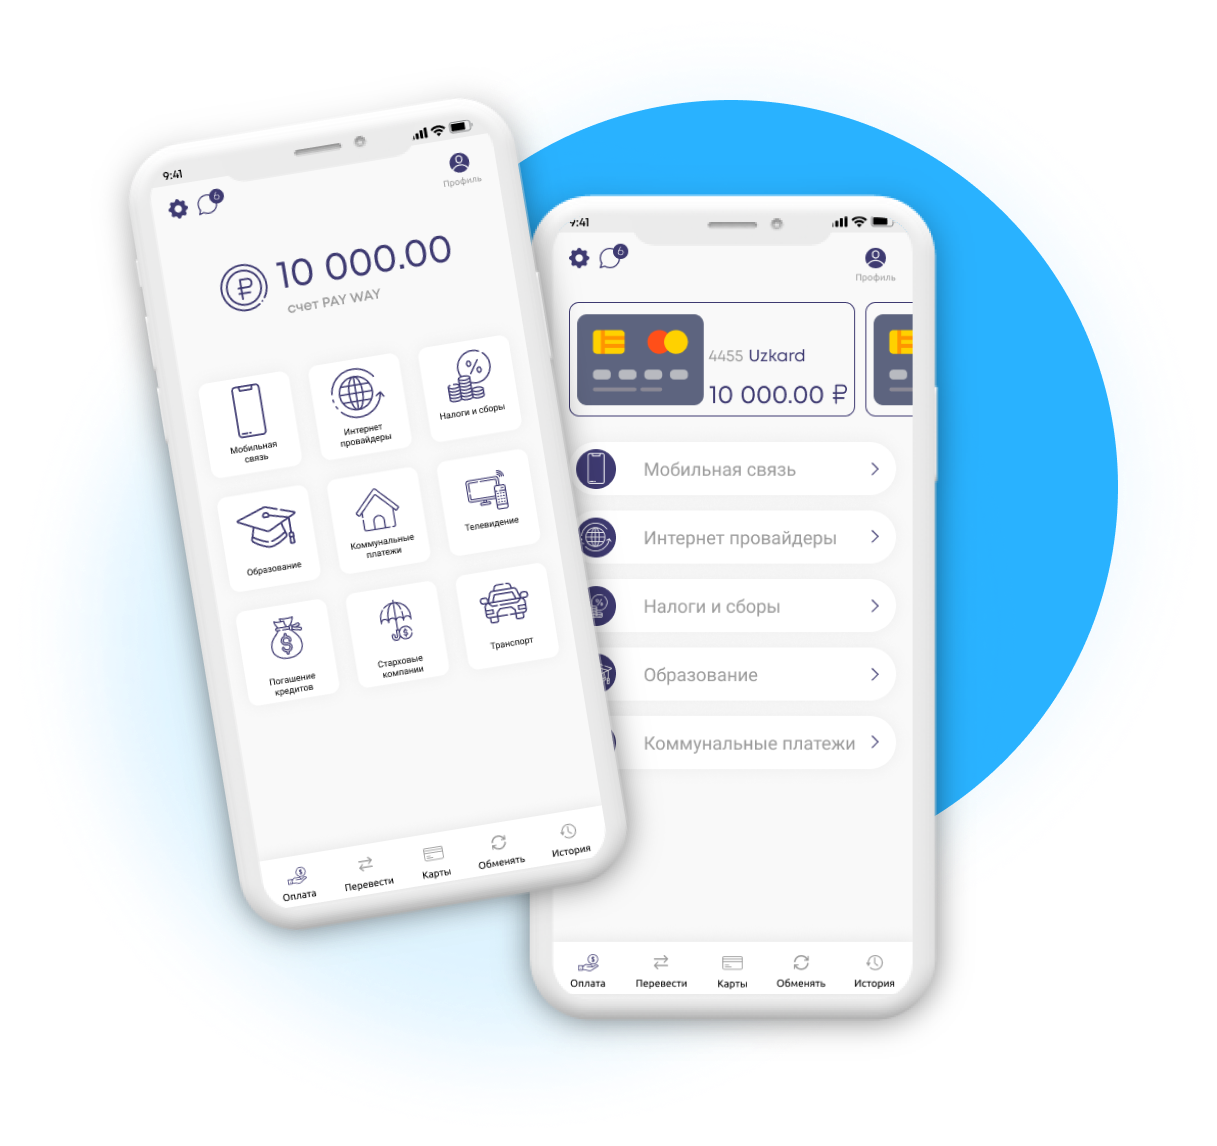 9:41
6
Профиль
10 000.00
счет PAY WAY
Мобильная
связь
Интернет
провайдеры
Налоги и сборы
Образование
Коммунальные
платежи
Телевидение
Погашение
кредитов
Старховые
компании
Транспорт
Оплата
Перевести
Карты
Обменять
История
9:41
6
Профиль
4455 Uzkard
10 000.00 ₽
Мобильная связь
Интернет провайдеры
Налоги и сборы
Образование
Коммунальные платежи
Оплата
Перевести
Карты
Обменять
История